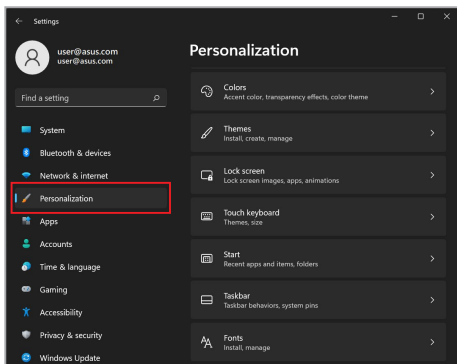 Settings
user@asus.com
user@asus.com
Find a setting
System
Bluetooth & devices
Network & internet
Personalization
Apps
Accounts
Time & language
Gaming
Accessibility
Privacy & security
Windows Update
Personalization
Colors
Accent color, transparency effects, color theme
Themes
Install, create, manage
Lock screen
Lock screen images, apps, animations
Touch keyboard
Themes, size
Start
Recent apps and items, folders
Taskbar
Taskbar behaviors, system pins
Fonts
Install, manage